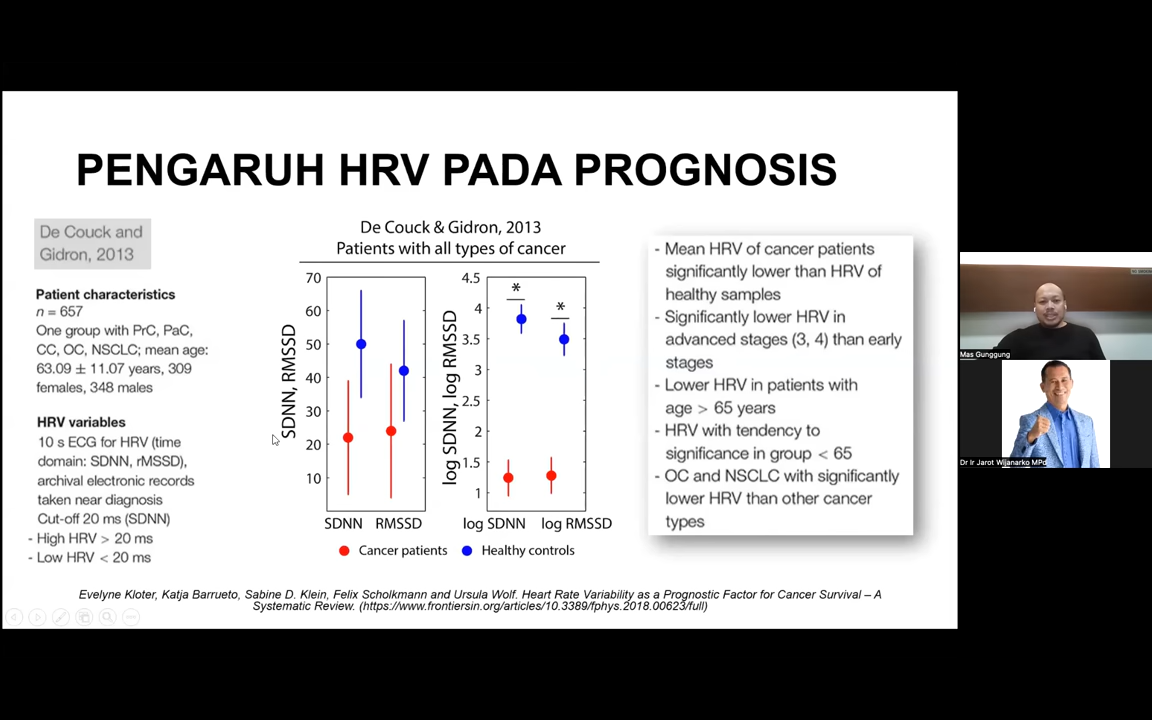 PENGARUH HRV PADA PROGNOSIS
De Couck and
Gidron, 2013
Patient characteristics
n = 657
One group with PrC, PaC,
CC, OC, NSCLC; mean age:
63.09 ± 11.07 years, 309
females, 348 males
HRV variables
10 s ECG for HRV (time
domain: SDNN, rMSSD),
archival electronic records
taken near diagnosis
Cut-off 20 ms (SDNN)
- High HRV > 20 ms
- Low HRV < 20 ms
De Couck & Gidron, 2013
Patients with all types of cancer
SDNN, RMSSD
70
60
50
40
30
20
10
SDNN RMSSD
log SDNN, log RMSSD
4.5
4
3.5
3
2.5
2
1.5
1
* *
log SDNN log RMSSD
Cancer patients Healthy controls
- Mean HRV of cancer patients
significantly lower than HRV of
healthy samples
- Significantly lower HRV in
advanced stages (3, 4) than early
stages
- Lower HRV in patients with
age > 65 years
- HRV with tendency to
significance in group < 65
- OC and NSCLC with significantly
lower HRV than other cancer
types
Evelyne Kloter, Katja Barrueto, Sabine D. Klein, Felix Scholkmann and Ursula Wolf. Heart Rate Variability as a Prognostic Factor for Cancer Survival – A
Systematic Review. (https://www.frontiersin.org/articles/10.3389/fphys.2018.00623/full)
Mas Gunggung
Dr Ir Jarot Wijanarko MPd